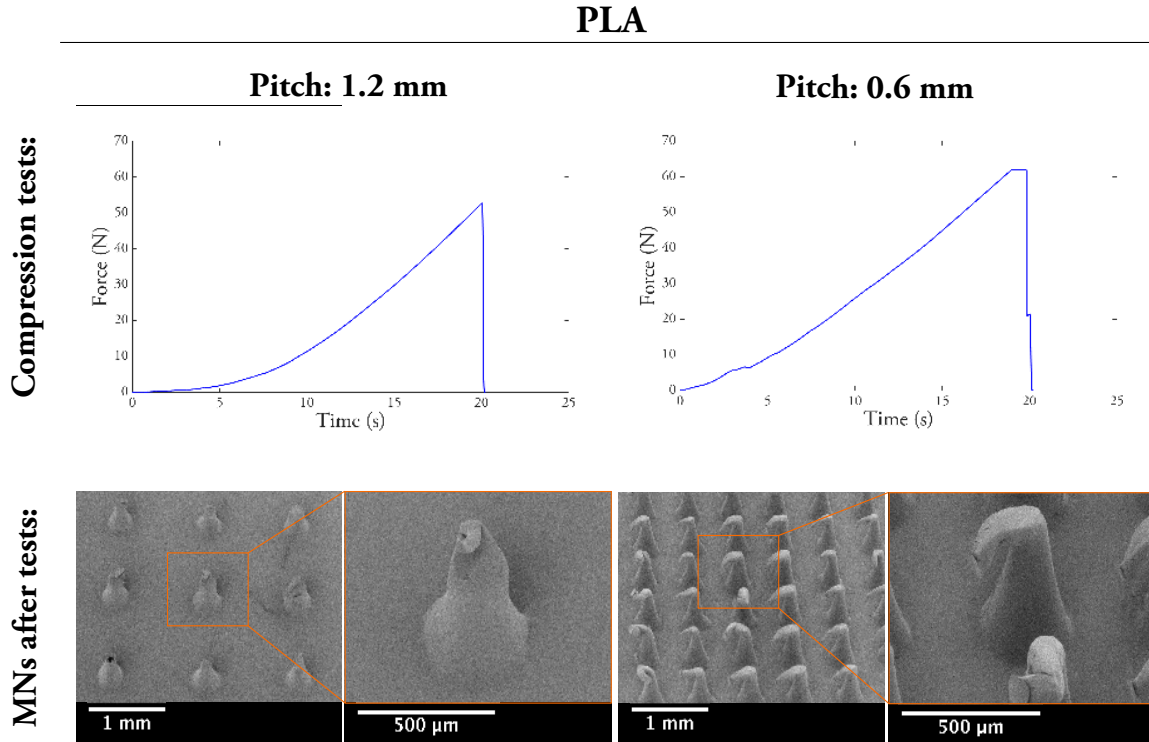 PLA
Pitch: 1.2 mm
Pitch: 0.6 mm
Compression tests:
70
60
50
40
30
20
10
0
Force (N)
0 5 10 15 20 25
Time (s)
70
60
50
40
30
20
10
0
Force (N)
0 5 10 15 20 25
Time (s)
MNs after tests:
1 mm
500 µm
1 mm
500 µm